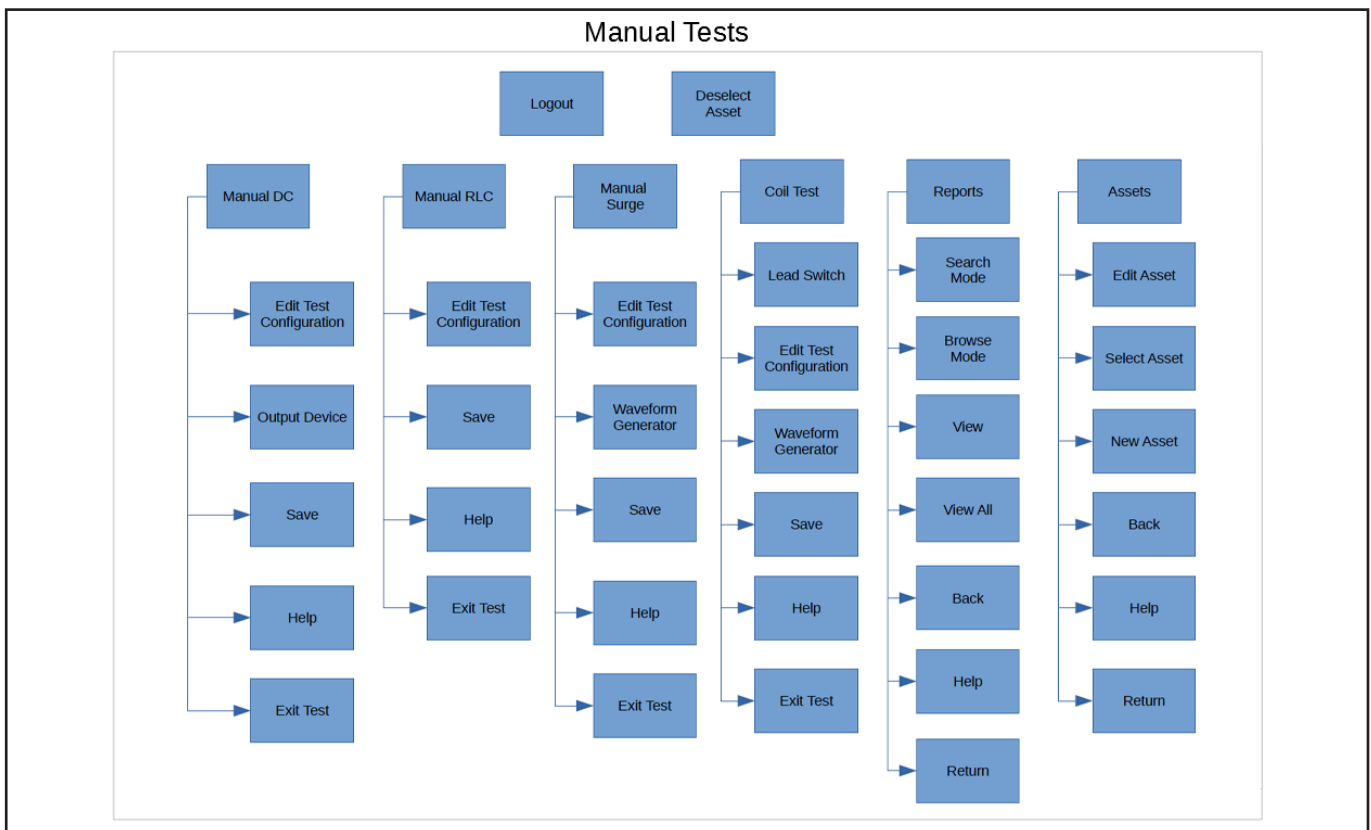 Manual Tests
Logout
Deselect
Asset
Manual DC
Edit Test
Configuration
Output Device
Save
Help
Exit Test
Manual RLC
Edit Test
Configuration
Save
Help
Exit Test
Manual
Surge
Edit Test
Configuration
Waveform
Generator
Save
Help
Exit Test
Coil Test
Lead Switch
Edit Test
Configuration
Waveform
Generator
Save
Help
Exit Test
Reports
Search
Mode
Browse
Mode
View
View All
Back
Help
Return
Assets
Edit Asset
Select Asset
New Asset
Back
Help
Return